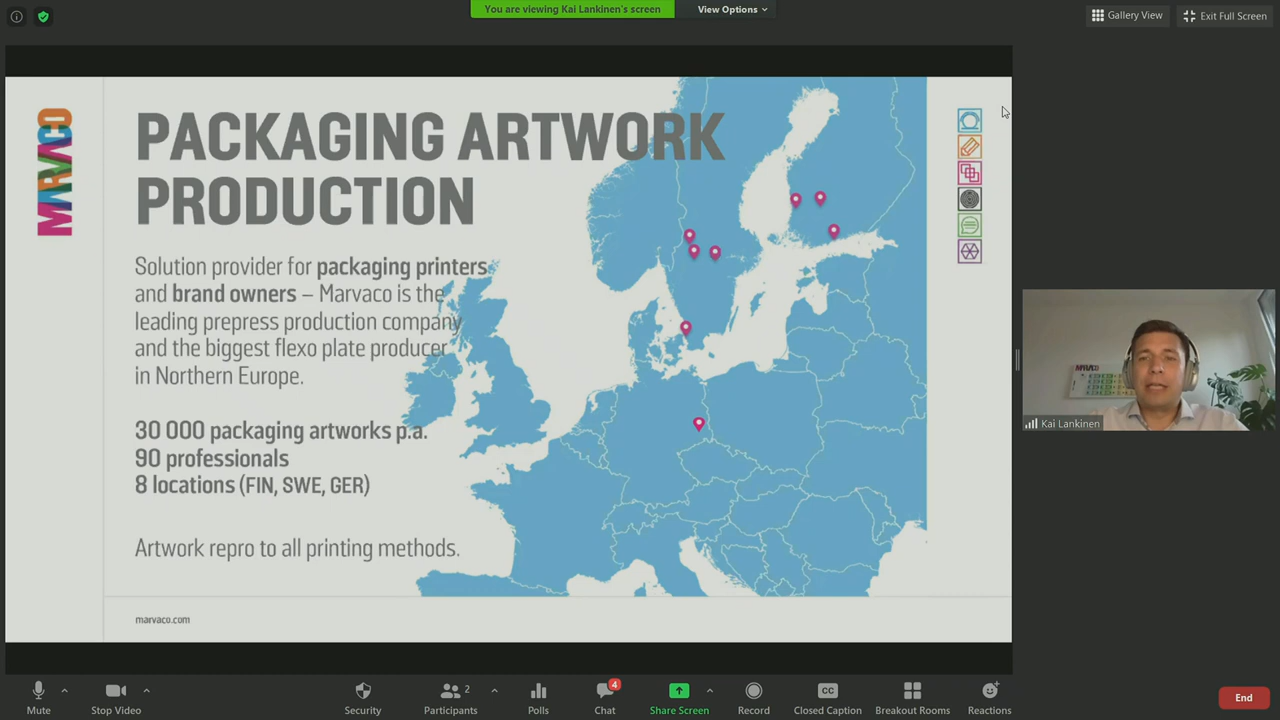 You are viewing Kai Lankinen's screen
View Options
Gallery View
Exit Full Screen
MARVACO
PACKAGING ARTWORK
PRODUCTION
Solution provider for packaging printers
and brand owners – Marvaco is the
leading prepress production company
and the biggest flexo plate producer
in Northern Europe.
30 000 packaging artworks p.a.
90 professionals
8 locations (FIN, SWE, GER)
Artwork repro to all printing methods.
marvaco.com
MARVACO
Kai Lankinen
Mute
Stop Video
Security
Participants
2
Polls
Chat
4
Share Screen
Record
CC
Closed Caption
Breakout Rooms
Reactions
End